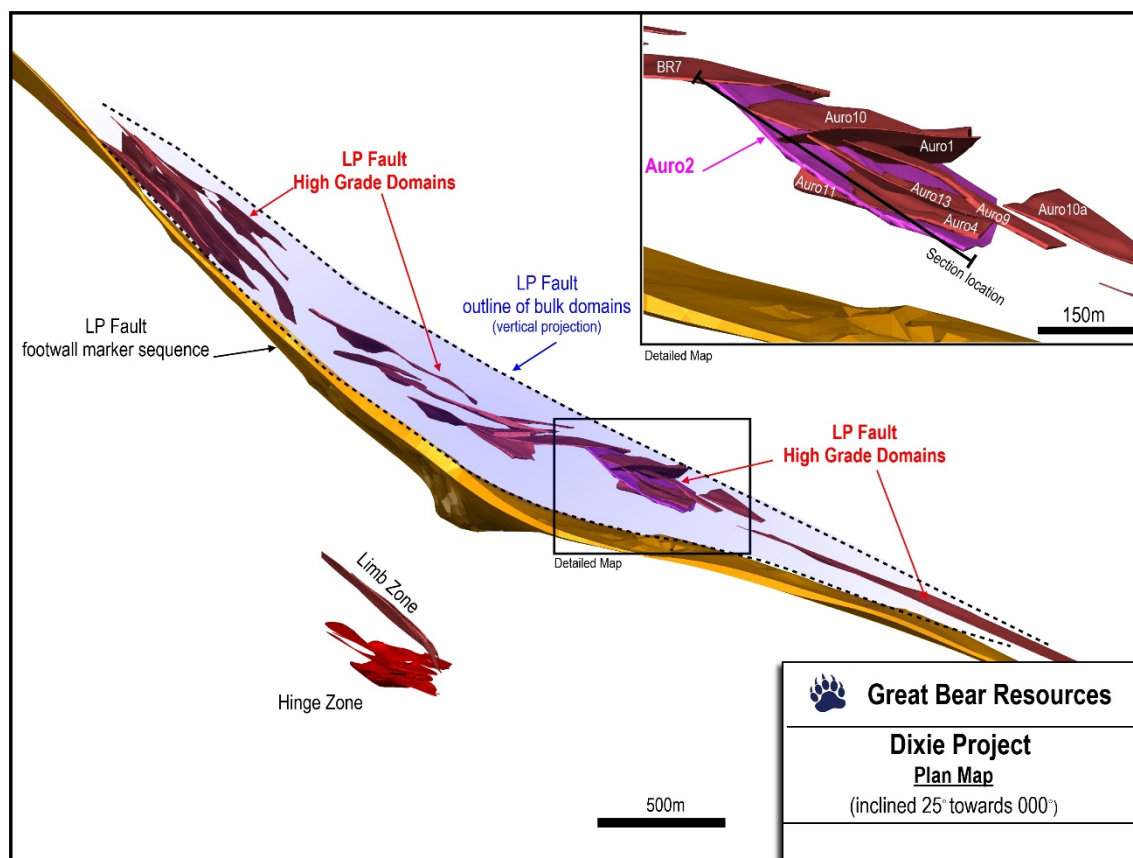 LP Fault
High Grade Domains
LP Fault
outline of bulk domains
(vertical projection)
LP Fault
footwall marker sequence
LP Fault
High Grade Domains
Detailed Map
Limb Zone
Hinge Zone
500m
BR7
Auro10
Auro1
Auro2
Auro11
Auro13
Auro9
Auro4
Auro10a
Section location
150m
Detailed Map
Great Bear Resources
Dixie Project
Plan Map
(inclined 25° towards 000°)